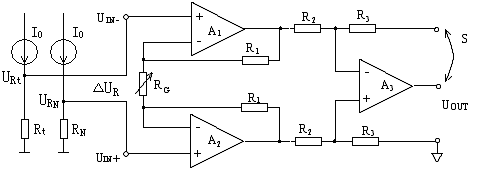 I0 I0 UIN- + A1 R2 R3 S
- R1
URt ΔUR RG A3 UOUT
URN
R1
Rt RN - A2 R2 + R3
UIN+ +